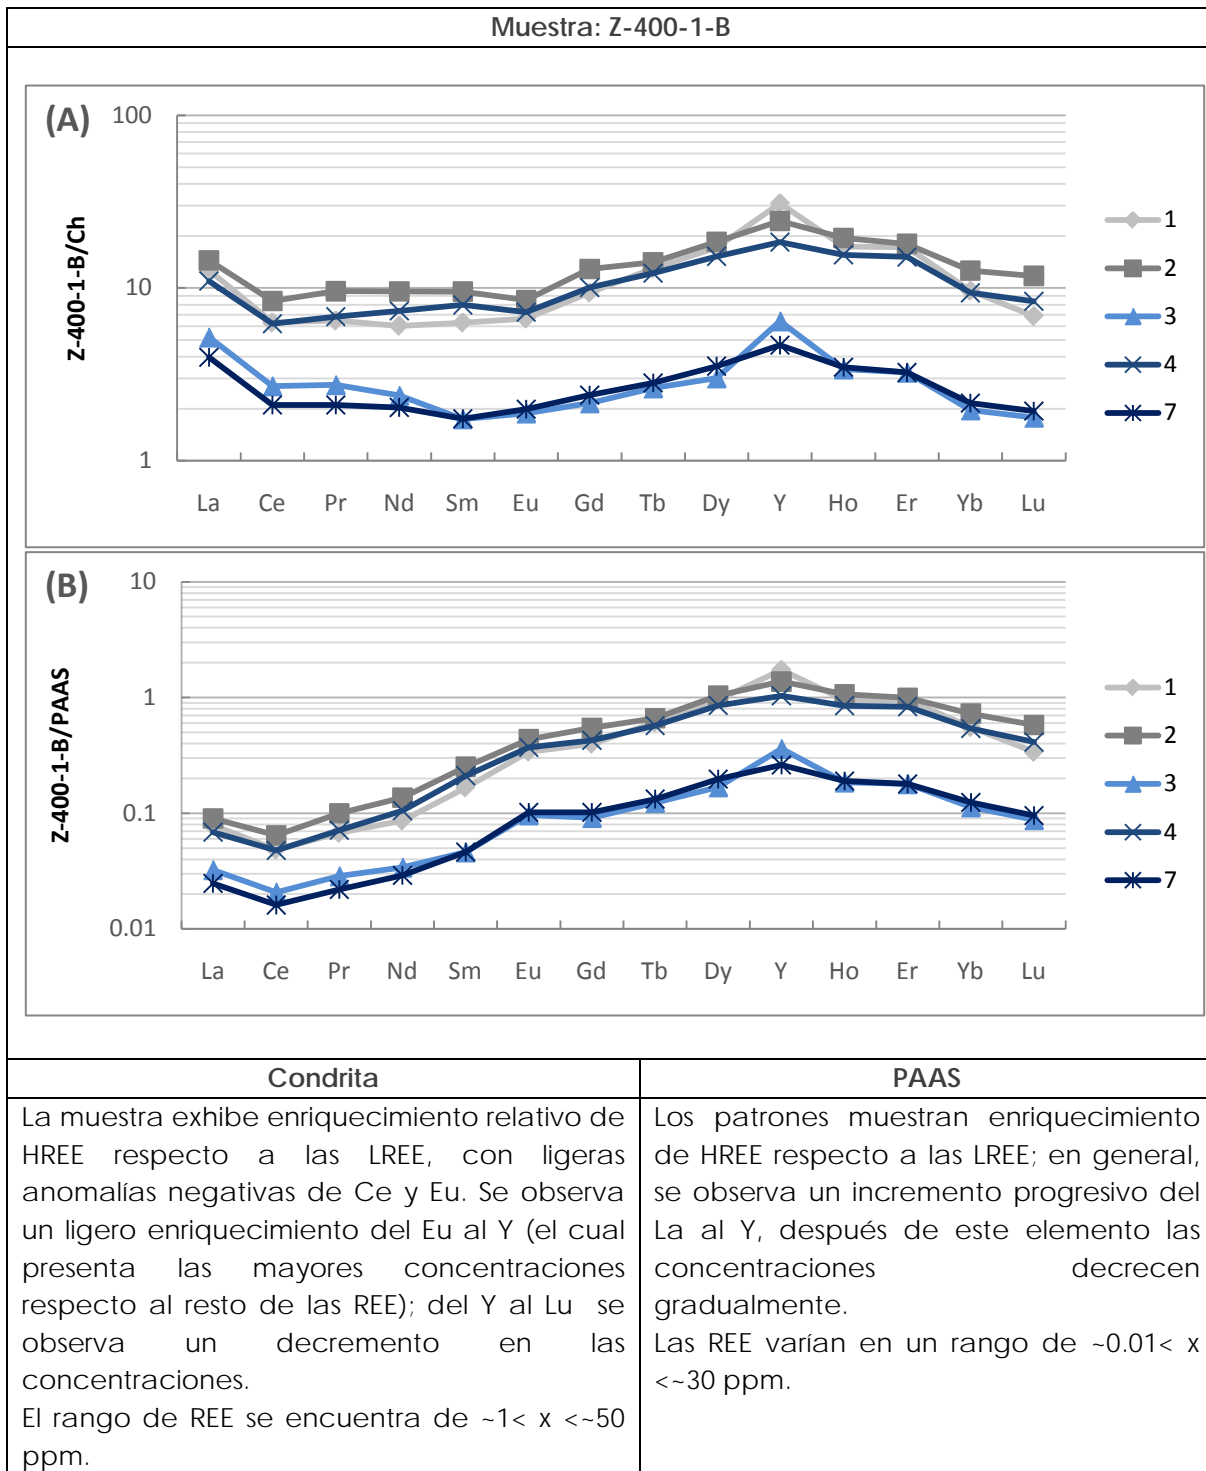 Muestra: Z-400-1-B
(A)
Z-400-1-B/Ch
100
10
1
La Ce Pr Nd Sm Eu Gd Tb Dy Y Ho Er Yb Lu
1
2
3
4
7
(B)
Z-400-1-B/PAAS
10
1
0.1
0.01
La Ce Pr Nd Sm Eu Gd Tb Dy Y Ho Er Yb Lu
1
2
3
4
7
Condrita
La muestra exhibe enriquecimiento relativo de
HREE respecto a las LREE, con ligeras
anomalías negativas de Ce y Eu. Se observa
un ligero enriquecimiento del Eu al Y (el cual
presenta las mayores concentraciones
respecto al resto de las REE); del Y al Lu se
observa un decremento en las
concentraciones.
El rango de REE se encuentra de ~1< x <~50
ppm.
PAAS
Los patrones muestran enriquecimiento
de HREE respecto a las LREE; en general,
se observa un incremento progresivo del
La al Y, después de este elemento las
concentraciones decrecen
gradualmente.
Las REE varían en un rango de ~0.01< x
<~30 ppm.